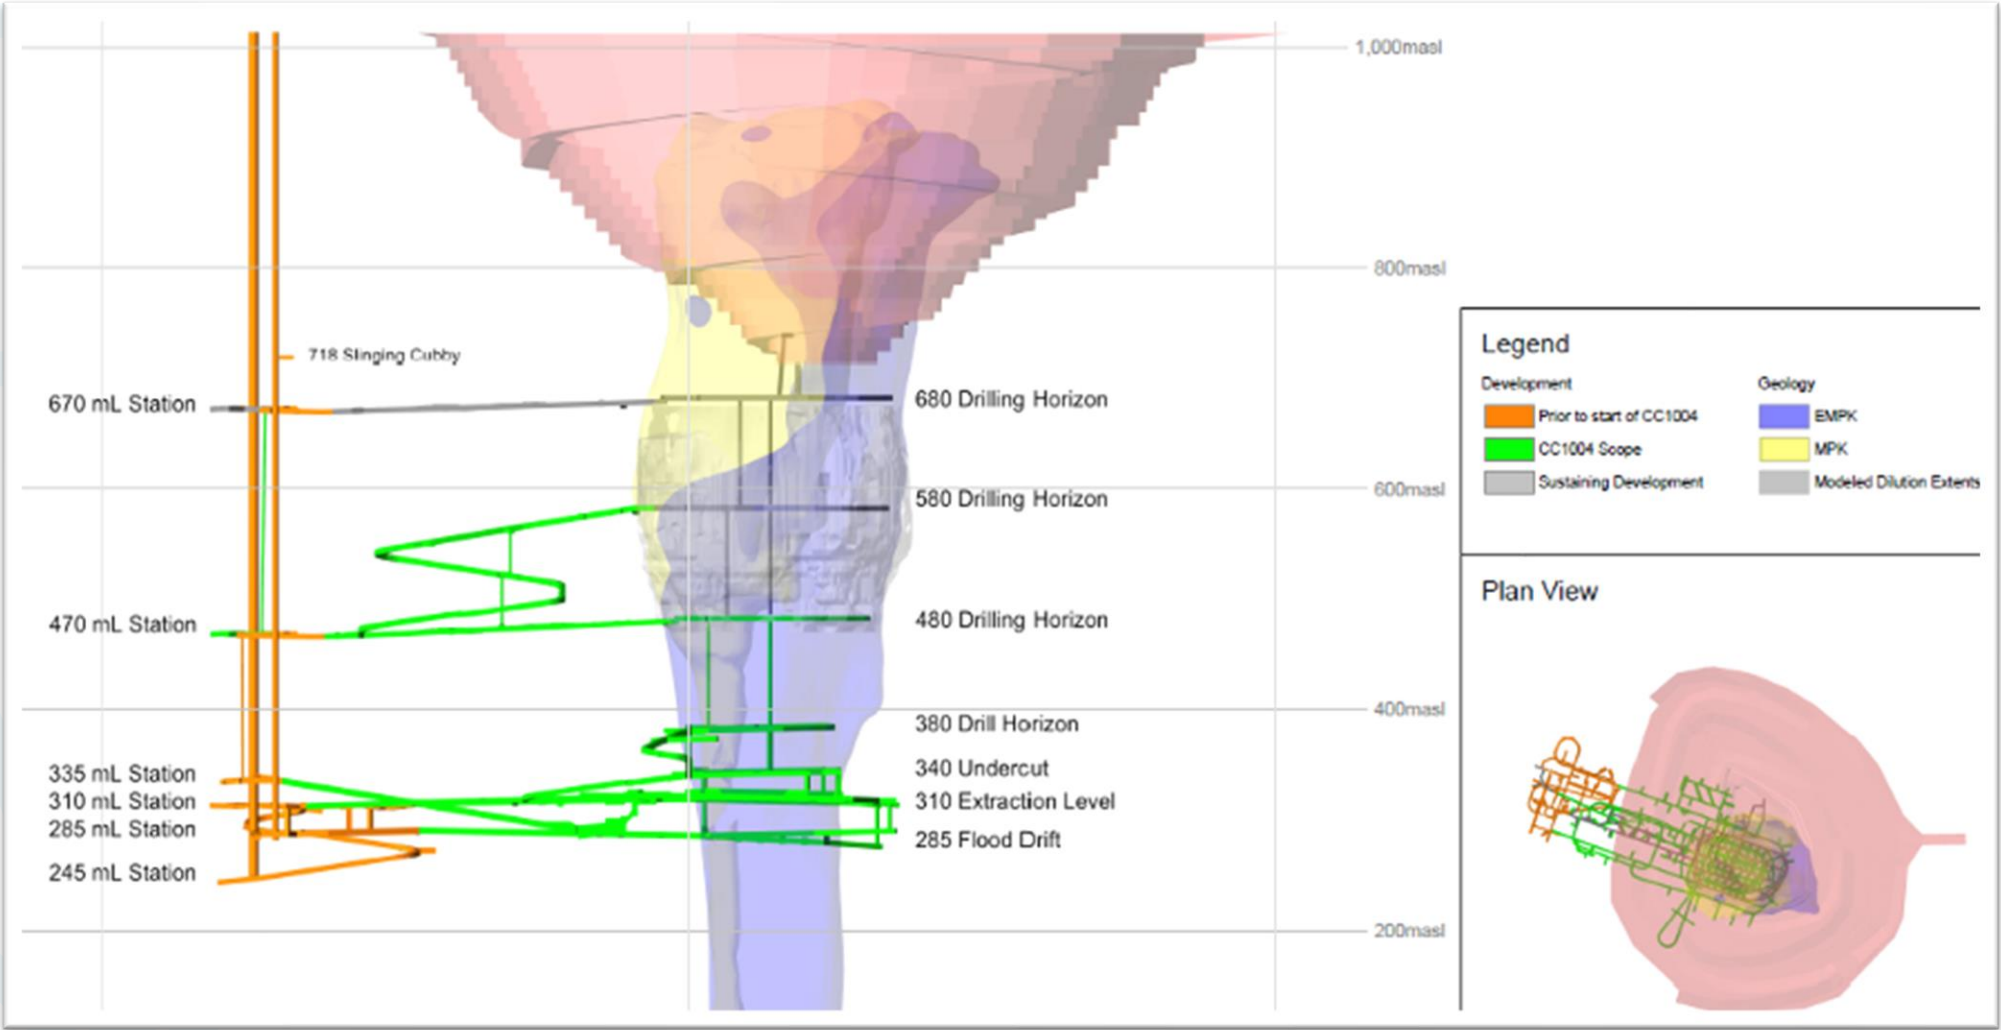 1,000masl
800masl
718 Slinging Cubby
670 mL Station
680 Drilling Horizon
600masl
580 Drilling Horizon
470 mL Station
480 Drilling Horizon
400masl
380 Drill Horizon
335 mL Station
340 Undercut
310 mL Station
310 Extraction Level
285 mL Station
285 Flood Drift
245 mL Station
200masl
Legend
Development
Geology
Prior to start of CC1004
EMPK
CC1004 Scope
MPK
Sustaining Development
Modeled Dilution Extents
Plan View